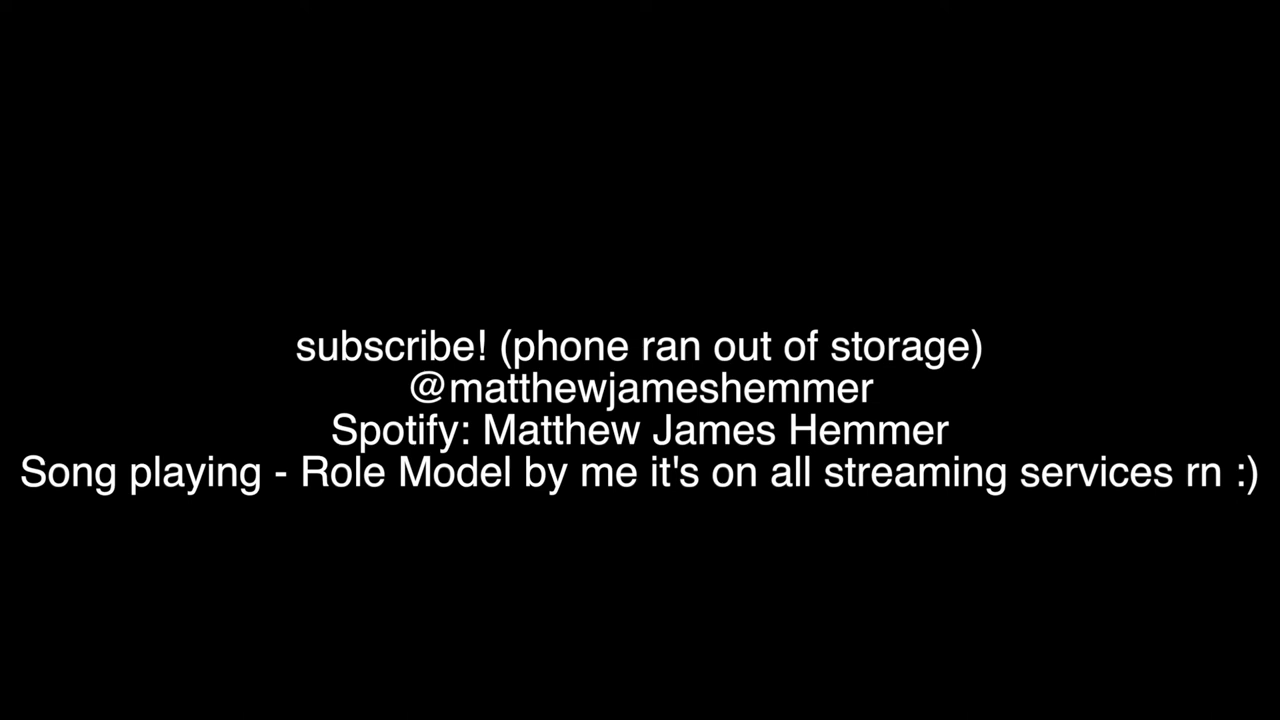 subscribe! (phone ran out of storage)
@matthewjameshemmer
Spotify: Matthew James Hemmer
Song playing - Role Model by me it's on all streaming services rn :)